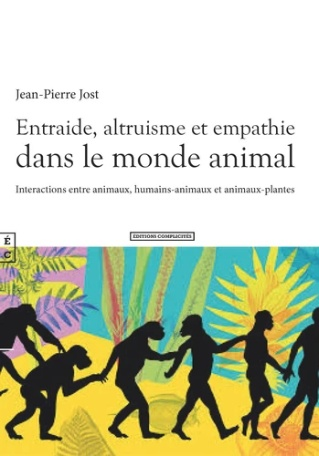 Jean-Pierre Jost
Entraide, altruisme et empathie
dans le monde animal
Interactions entre animaux, humains-animaux et animaux-plantes
EDITIONS COMPLICITÉS
É
C